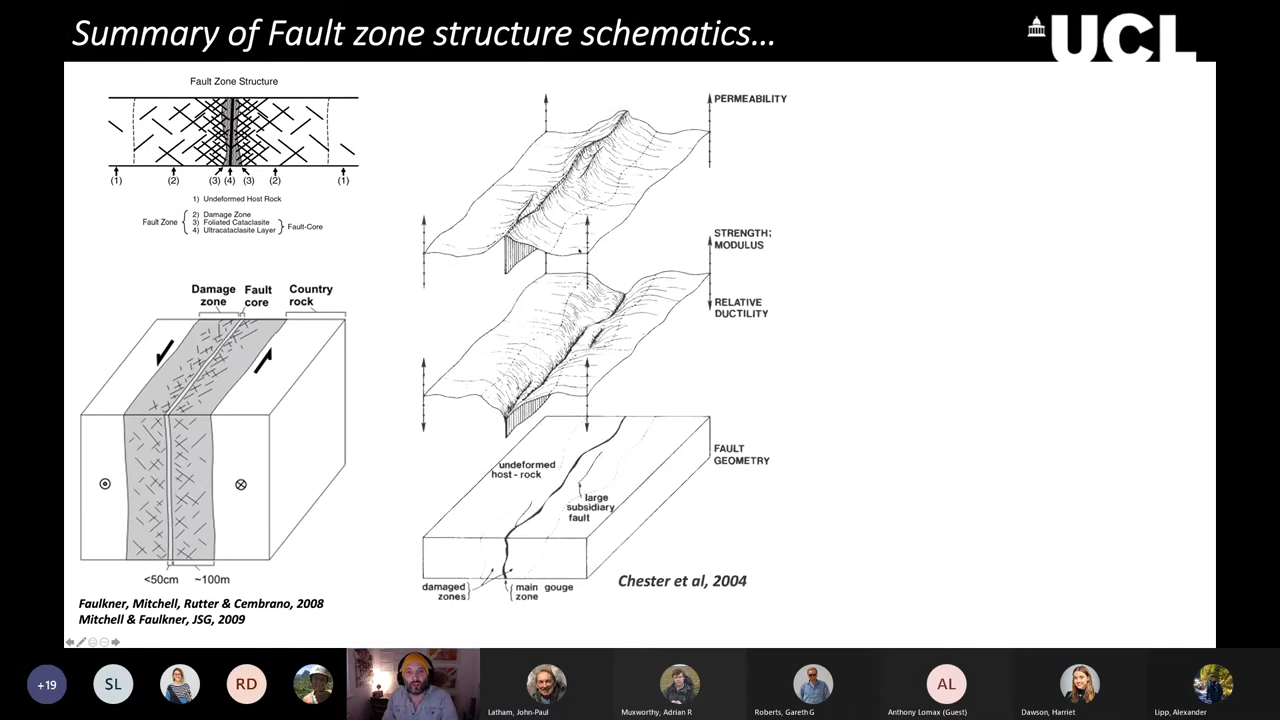 Summary of Fault zone structure schematics...
UCL
Fault Zone Structure
(1) (2) (3) (4) (3) (2) (1)
1) Undeformed Host Rock
Fault Zone { 2) Damage Zone
3) Foliated Cataclasite
4) Ultracataclasite Layer } Fault-Core
Damage zone
Fault core
Country rock
<50cm ~100m
Faulkner, Mitchell, Rutter & Cembrano, 2008
Mitchell & Faulkner, JSG, 2009
PERMEABILITY
STRENGTH;
MODULUS
RELATIVE
DUCTILITY
FAULT
GEOMETRY
undeformed
host-rock
large
subsidiary
fault
damaged
zones
main gouge
zone
Chester et al, 2004
+19
SL
RD
Latham, John-Paul
Muxworthy, Adrian R
Roberts, Gareth G
AL
Anthony Lomax (Guest)
Dawson, Harriet
Lipp, Alexander